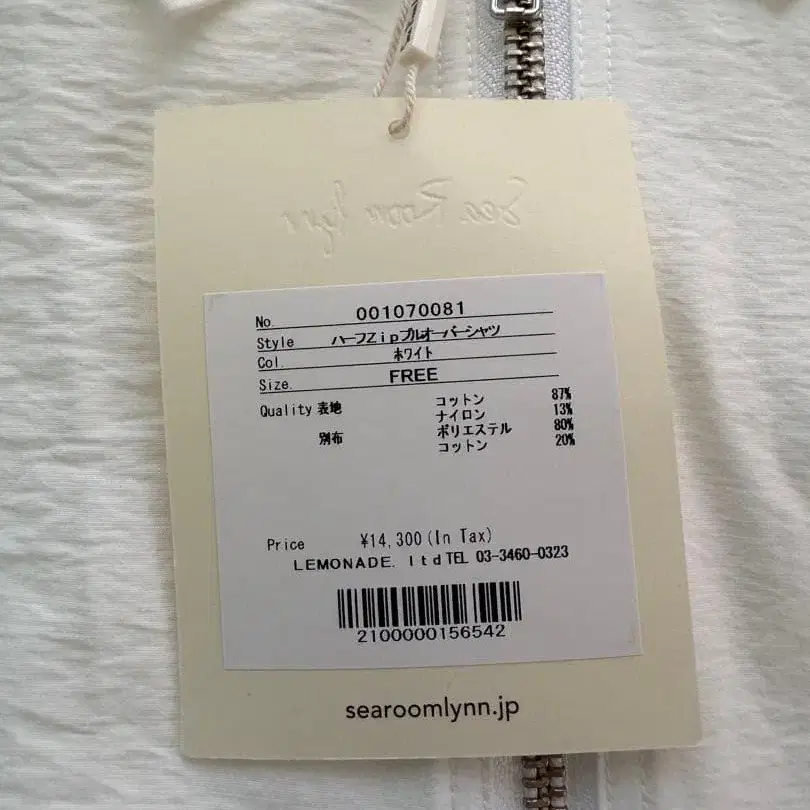 Sea Room lynn
No. 001070081
Style ハーフZipプルオーバーシャツ
Col. ホワイト
Size. FREE
Quality 表地 コットン 87%
ナイロン 13%
別布 ポリエステル 80%
コットン 20%
Price ¥14,300(In Tax)
LEMONADE. ltd TEL 03-3460-0323
2100000156542
searoomlynn.jp